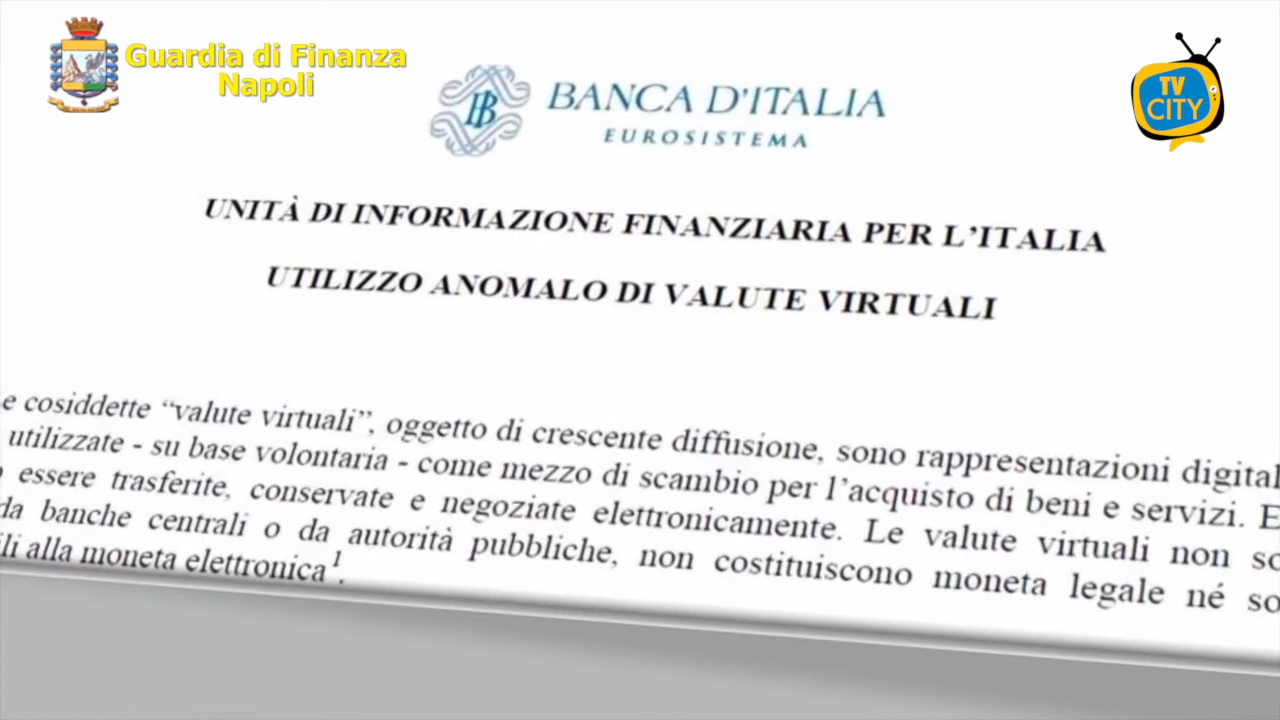 Guardia di Finanza
Napoli
TV
CITY
BANCA D'ITALIA
EUROSISTEMA
UNITÀ DI INFORMAZIONE FINANZIARIA PER L'ITALIA
UTILIZZO ANOMALO DI VALUTE VIRTUALI
e cosiddette “valute virtuali”, oggetto di crescente diffusione, sono rappresentazioni digital
utilizzate - su base volontaria - come mezzo di scambio per l'acquisto di beni e servizi. E
essere trasferite, conservate e negoziate elettronicamente. Le valute virtuali non so
da banche centrali o da autorità pubbliche, non costituiscono moneta legale né so
ili alla moneta elettronica¹.